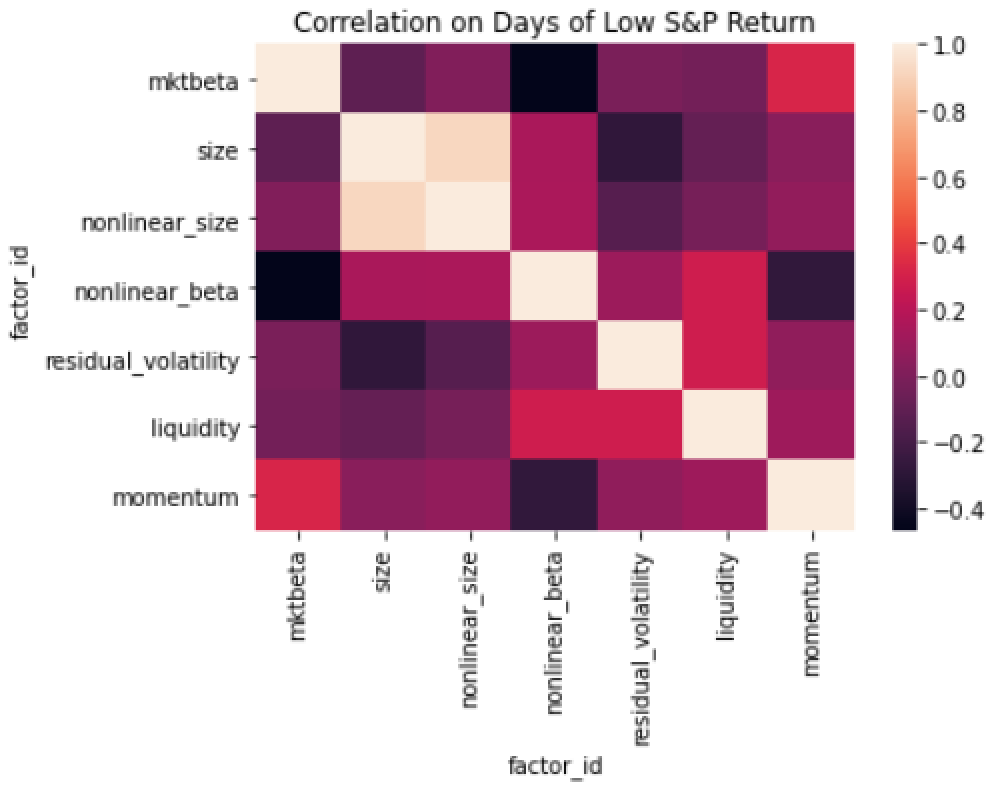 Correlation on Days of Low S&P Return
mktbeta
size
nonlinear_size
nonlinear_beta
residual_volatility
liquidity
momentum
factor_id
mktbeta
size
nonlinear_size
nonlinear_beta
residual_volatility
liquidity
momentum
factor_id
1.0
0.8
0.6
0.4
0.2
0.0
−0.2
−0.4